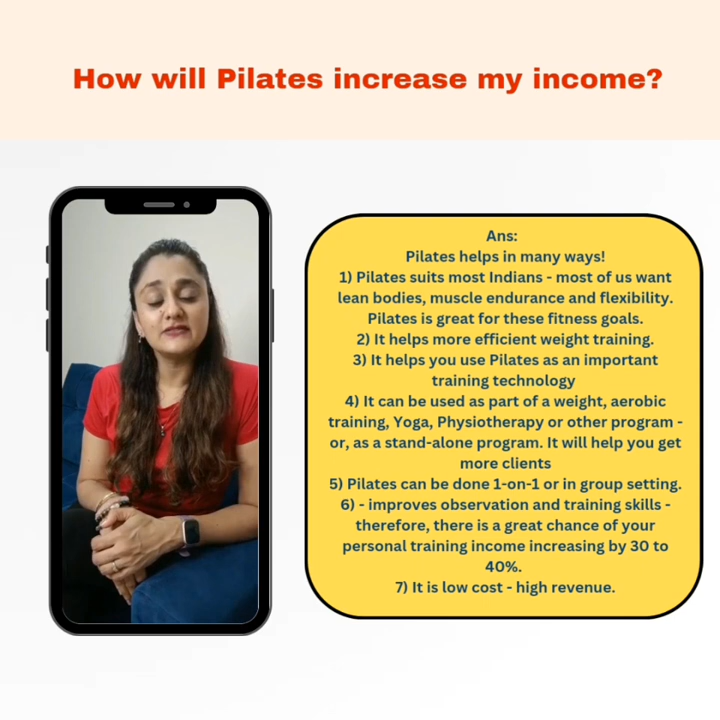 How will Pilates increase my income?
Ans:
Pilates helps in many ways!
1) Pilates suits most Indians - most of us want
lean bodies, muscle endurance and flexibility.
Pilates is great for these fitness goals.
2) It helps more efficient weight training.
3) It helps you use Pilates as an important
training technology
4) It can be used as part of a weight, aerobic
training, Yoga, Physiotherapy or other program -
or, as a stand-alone program. It will help you get
more clients
5) Pilates can be done 1-on-1 or in group setting.
6) - improves observation and training skills -
therefore, there is a great chance of your
personal training income increasing by 30 to
40%.
7) It is low cost - high revenue.